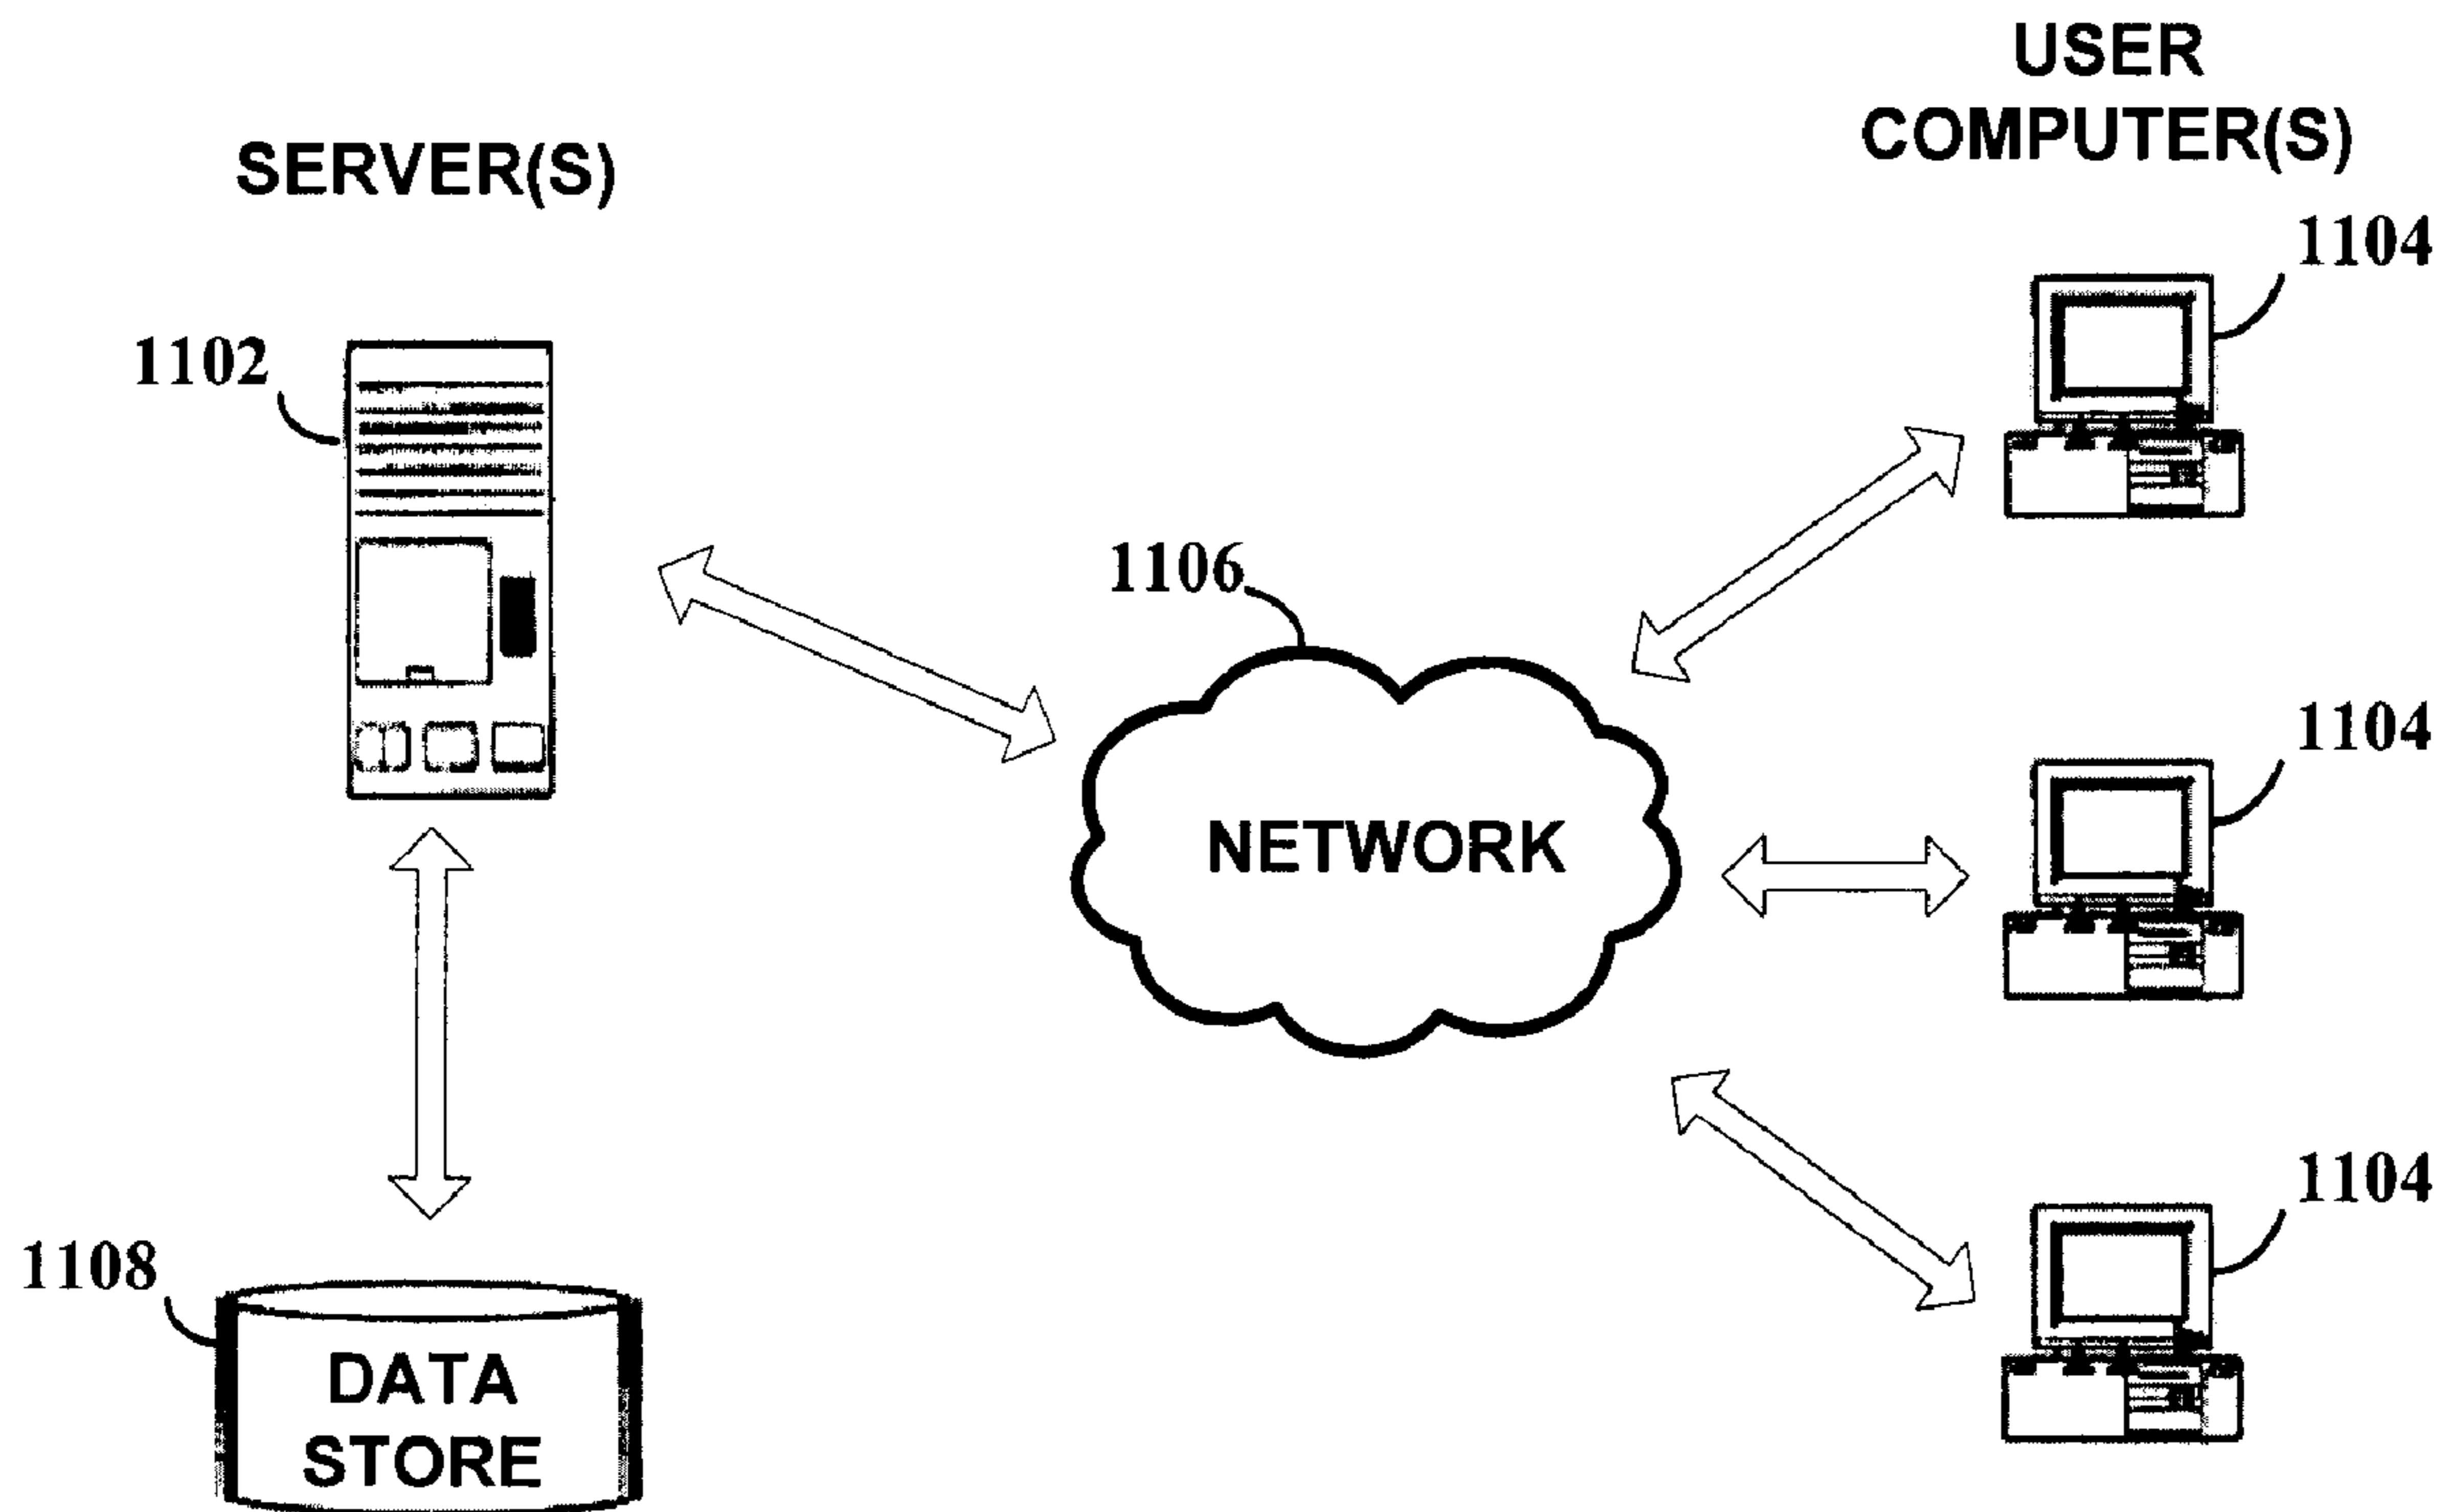 USER
COMPUTER(S)
SERVER(S)
1104
1102
1106
1104
NETWORK
1104
1108
DATA
STORE